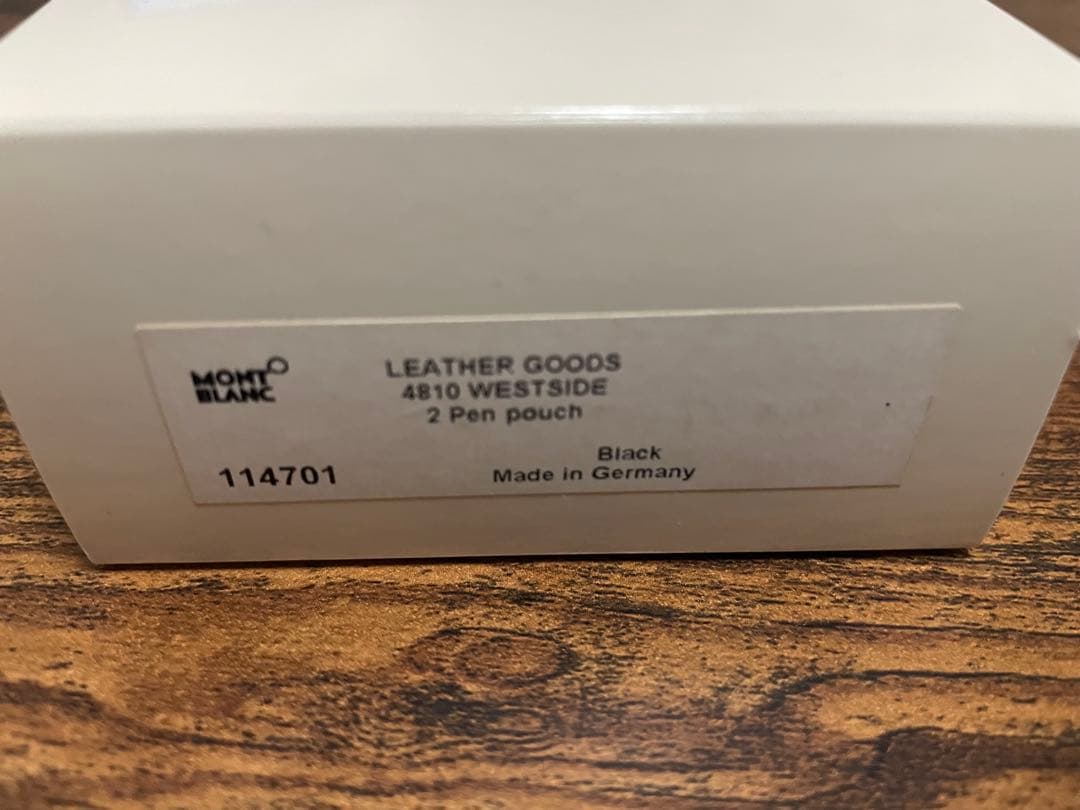 MONT
BLANC
LEATHER GOODS
4810 WESTSIDE
2 Pen pouch
Black
114701
Made in Germany